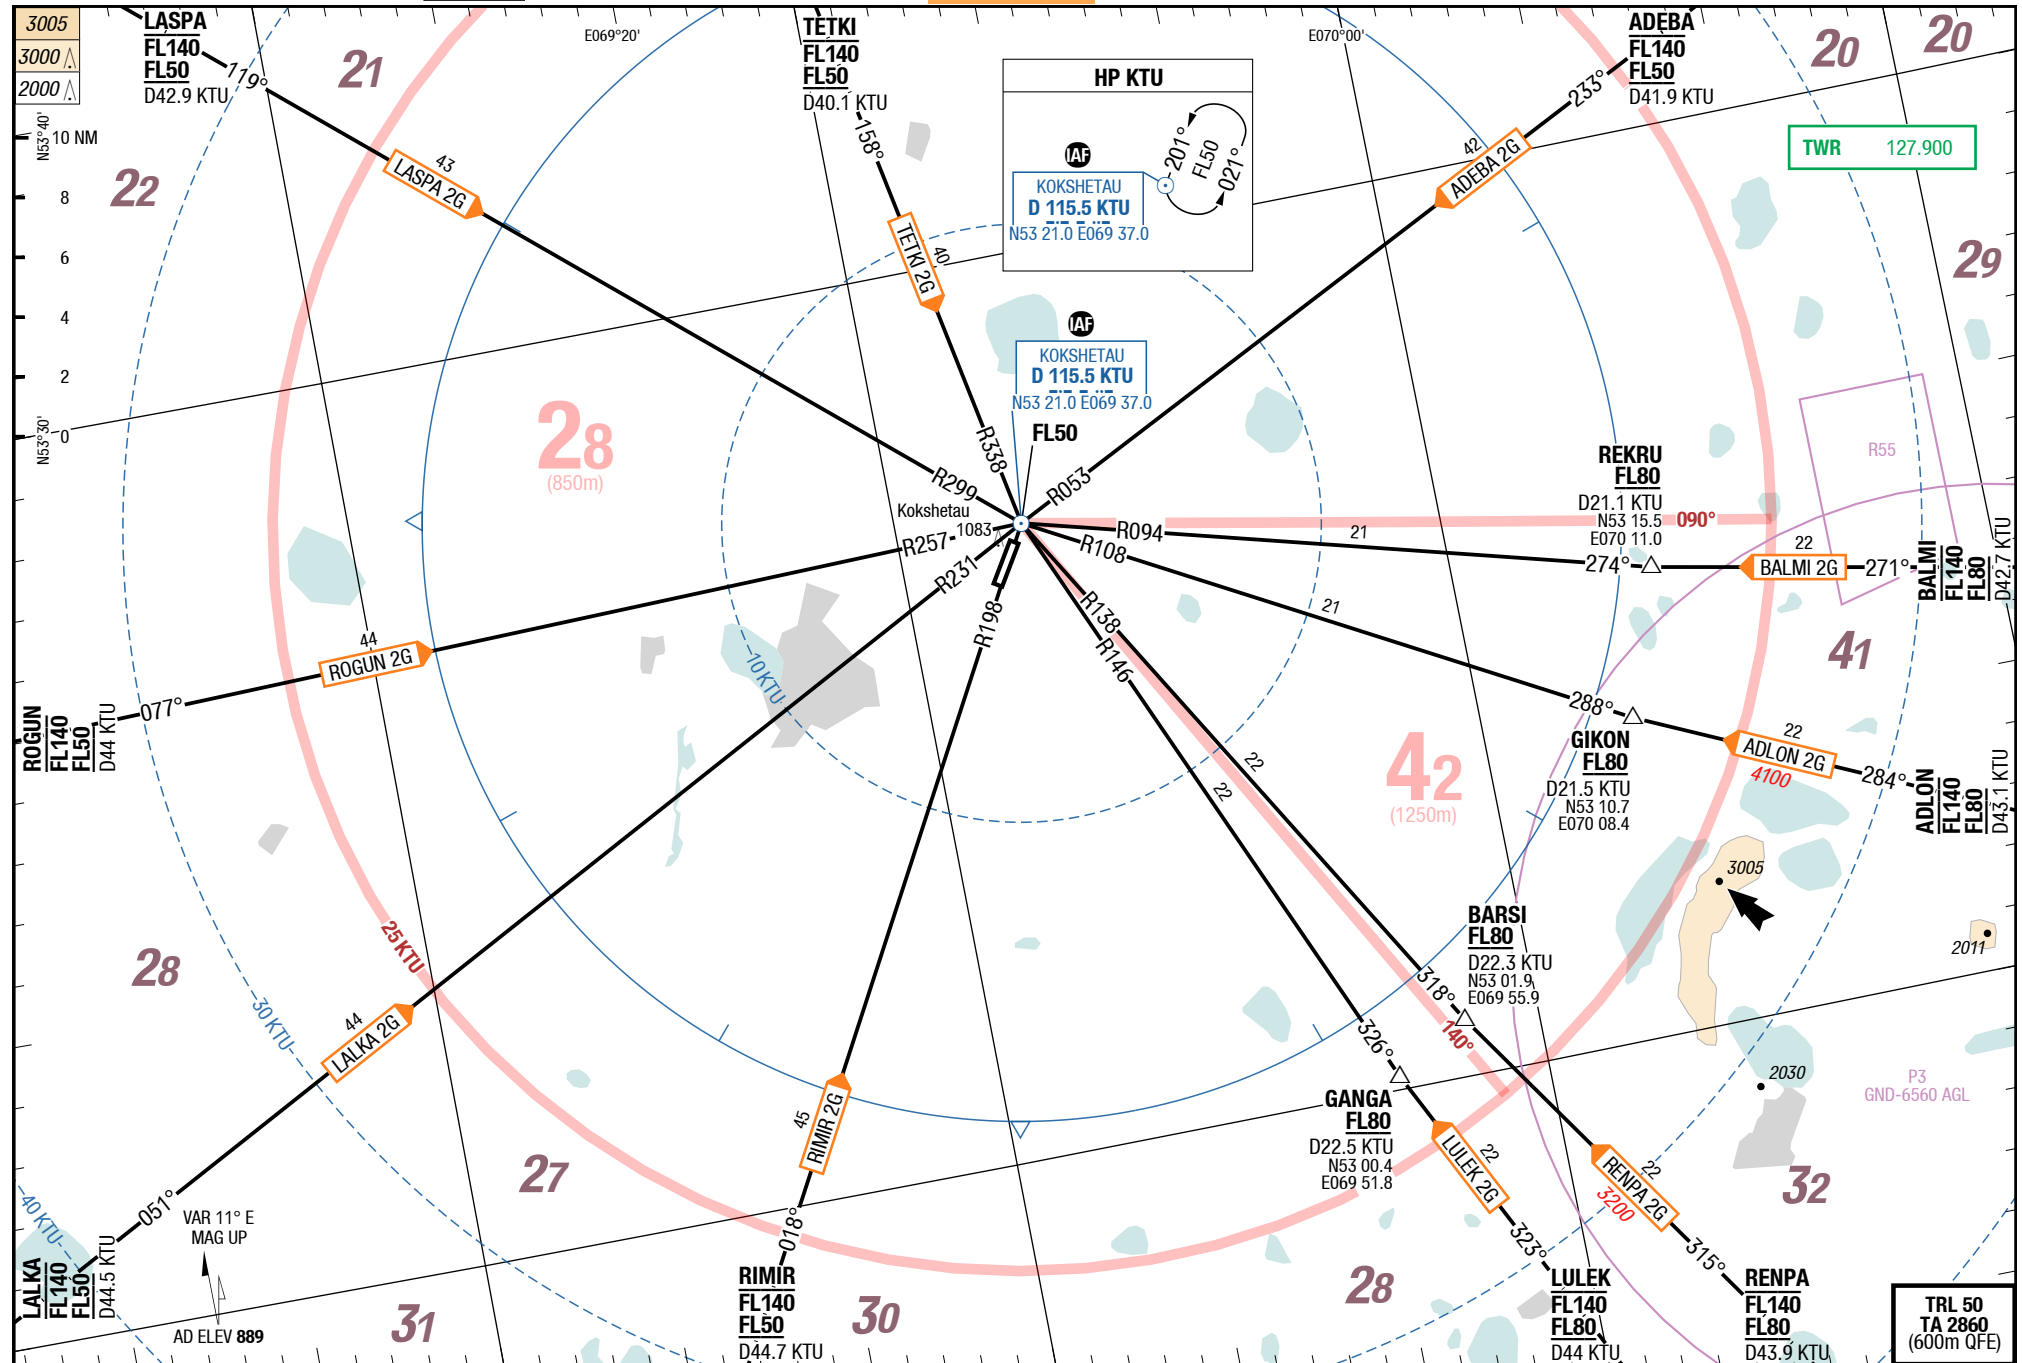 3005
3000
2000
LASPA
FL140
FL50
D42.9 KTU
119°
21
E069°20'
TETKI
FL140
FL50
D40.1 KTU
158°
HP KTU
IAF
KOKSHETAU
D 115.5 KTU
N53 21.0 E069 37.0
201°
FL50
021°
E070°00'
ADEBA
FL140
FL50
D41.9 KTU
233°
20
20
TWR 127.900
N53°40'
10 NM
8
6
4
2
0
N53°30'
22
43
LASPA 2G
TETKI 2G
40
42
ADEBA 2G
29
IAF
KOKSHETAU
D 115.5 KTU
N53 21.0 E069 37.0
FL50
28
(850m)
R338
R299
R053
Kokshetau
1083
R257
R231
R198
R094
R108
R138
R146
21
REKRU
FL80
D21.1 KTU
N53 15.5
E070 11.0
090°
R55
274°
22
BALMI 2G
271°
BALMI
FL140
FL80
D42.7 KTU
41
21
288°
GIKON
FL80
D21.5 KTU
N53 10.7
E070 08.4
22
ADLON 2G
4100
284°
ADLON
FL140
FL80
D43.1 KTU
44
ROGUN 2G
077°
ROGUN
FL140
FL50
D44 KTU
10 KTU
22
22
42
(1250m)
3005
2011
2030
BARSI
FL80
D22.3 KTU
N53 01.9
E069 55.9
318°
140°
326°
GANGA
FL80
D22.5 KTU
N53 00.4
E069 51.8
25 KTU
30 KTU
28
44
LALKA 2G
051°
40 KTU
LALKA
FL140
FL50
D44.5 KTU
VAR 11° E
MAG UP
AD ELEV 889
27
31
45
RIMIR 2G
018°
RIMIR
FL140
FL50
D44.7 KTU
30
28
22
LULEK 2G
323°
LULEK
FL140
FL80
D44 KTU
22
RENPA 2G
3200
315°
RENPA
FL140
FL80
D43.9 KTU
P3
GND-6560 AGL
32
TRL 50
TA 2860
(600m QFE)